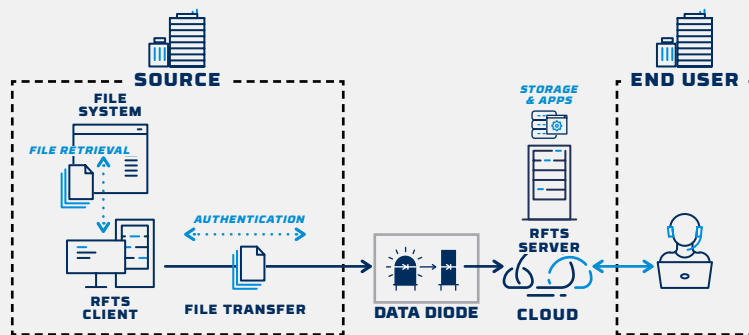 SOURCE
FILE
SYSTEM
FILE RETRIEVAL
AUTHENTICATION
RFTS
CLIENT
FILE TRANSFER
DATA DIODE
STORAGE
& APPS
RFTS
SERVER
CLOUD
END USER